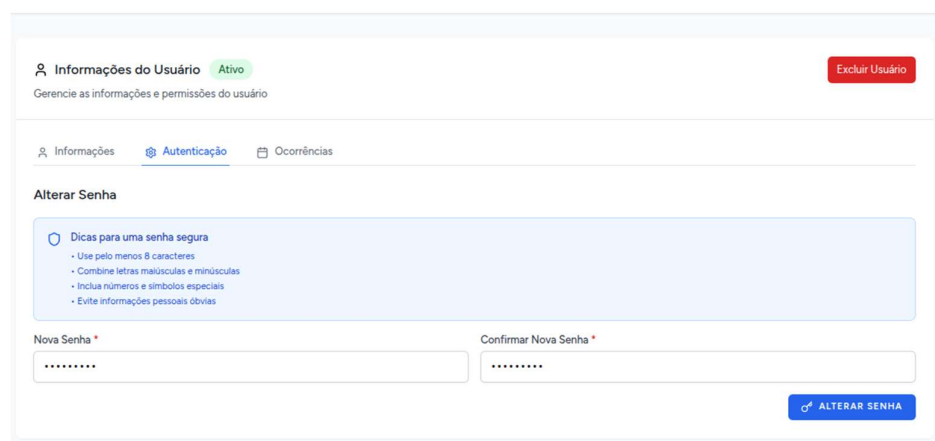 Informações do Usuário Ativo
Excluir Usuário
Gerencie as informações e permissões do usuário
Informações Autenticação Ocorrências
Alterar Senha
Dicas para uma senha segura
• Use pelo menos 8 caracteres
• Combine letras maiúsculas e minúsculas
• Inclua números e símbolos especiais
• Evite informações pessoais óbvias
Nova Senha * Confirmar Nova Senha *
••••••••• •••••••••
ALTERAR SENHA